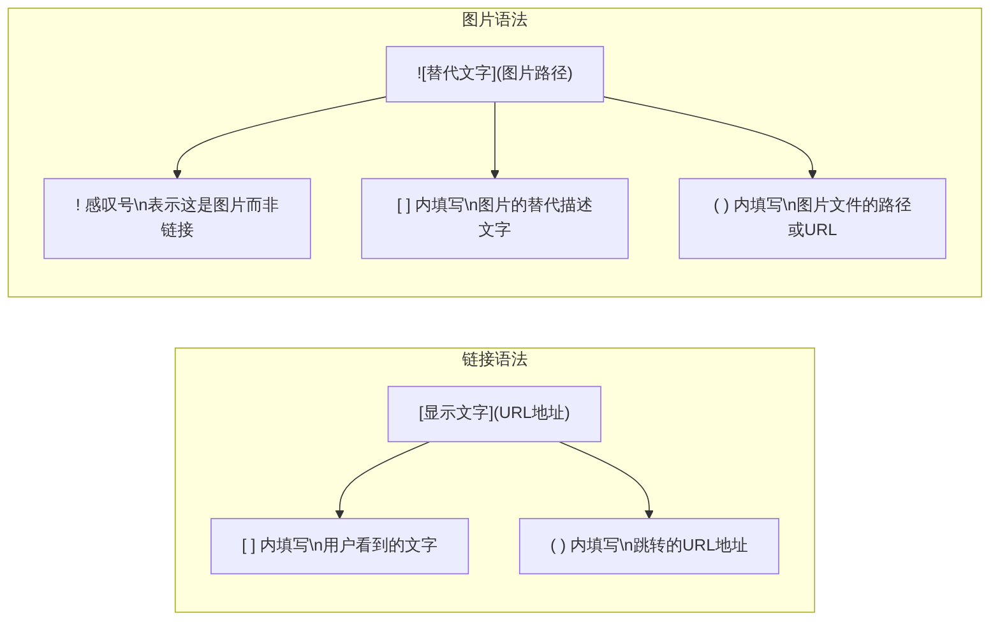 图片语法
![替代文字](图片路径)
! 感叹号\n表示这是图片而非
链接
[ ] 内填写\n图片的替代描述
文字
( ) 内填写\n图片文件的路径
或URL
链接语法
[显示文字](URL地址)
[ ] 内填写\n用户看到的文字
( ) 内填写\n跳转的URL地址